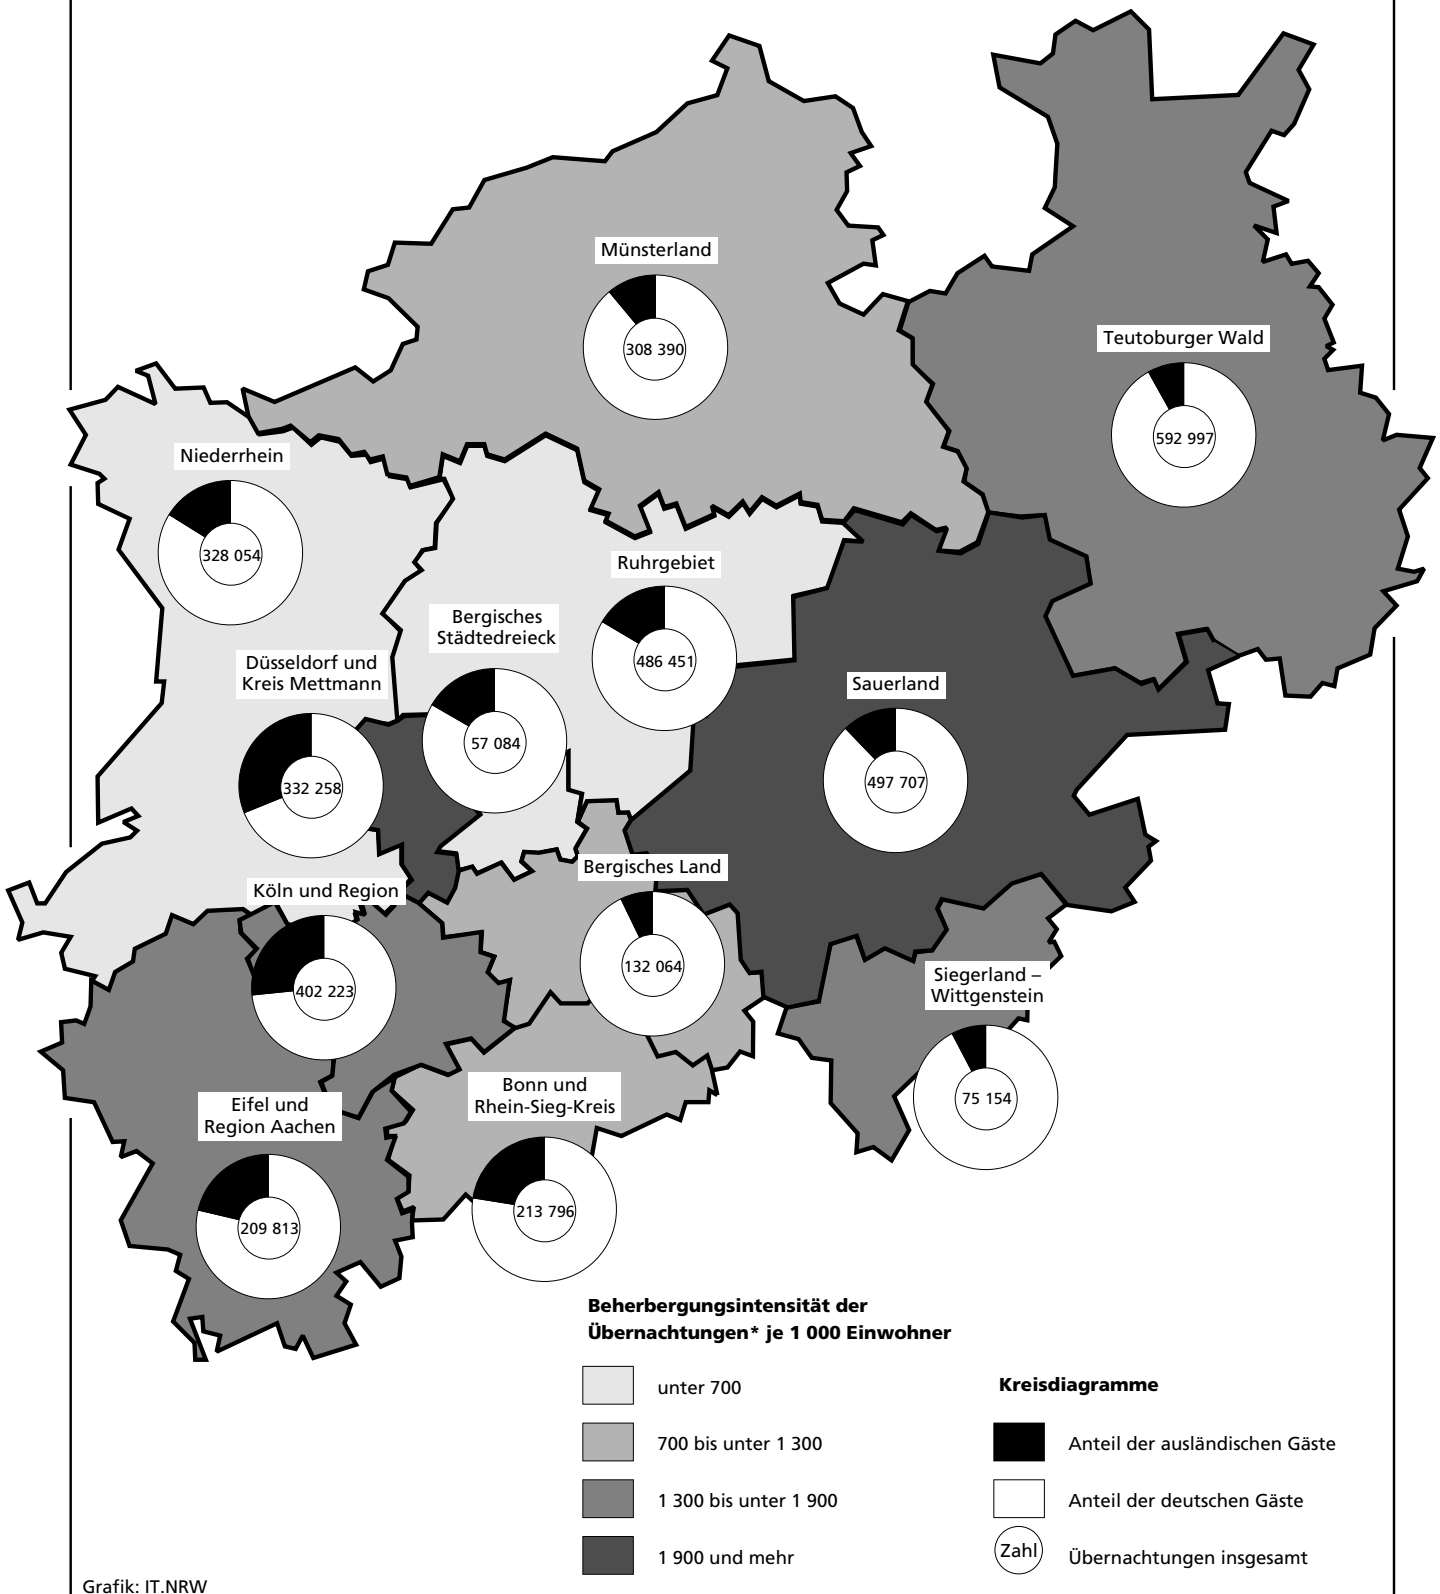 Münsterland
308 390
Teutoburger Wald
592 997
Niederrhein
328 054
Ruhrgebiet
486 451
Bergisches
Städtedreieck
57 084
Düsseldorf und
Kreis Mettmann
332 258
Sauerland
497 707
Bergisches Land
132 064
Köln und Region
402 223
Siegerland –
Wittgenstein
75 154
Bonn und
Rhein-Sieg-Kreis
213 796
Eifel und
Region Aachen
209 813
Beherbergungsintensität der
Übernachtungen* je 1 000 Einwohner
unter 700
700 bis unter 1 300
1 300 bis unter 1 900
1 900 und mehr
Kreisdiagramme
Anteil der ausländischen Gäste
Anteil der deutschen Gäste
Zahl
Übernachtungen insgesamt
Grafik: IT.NRW